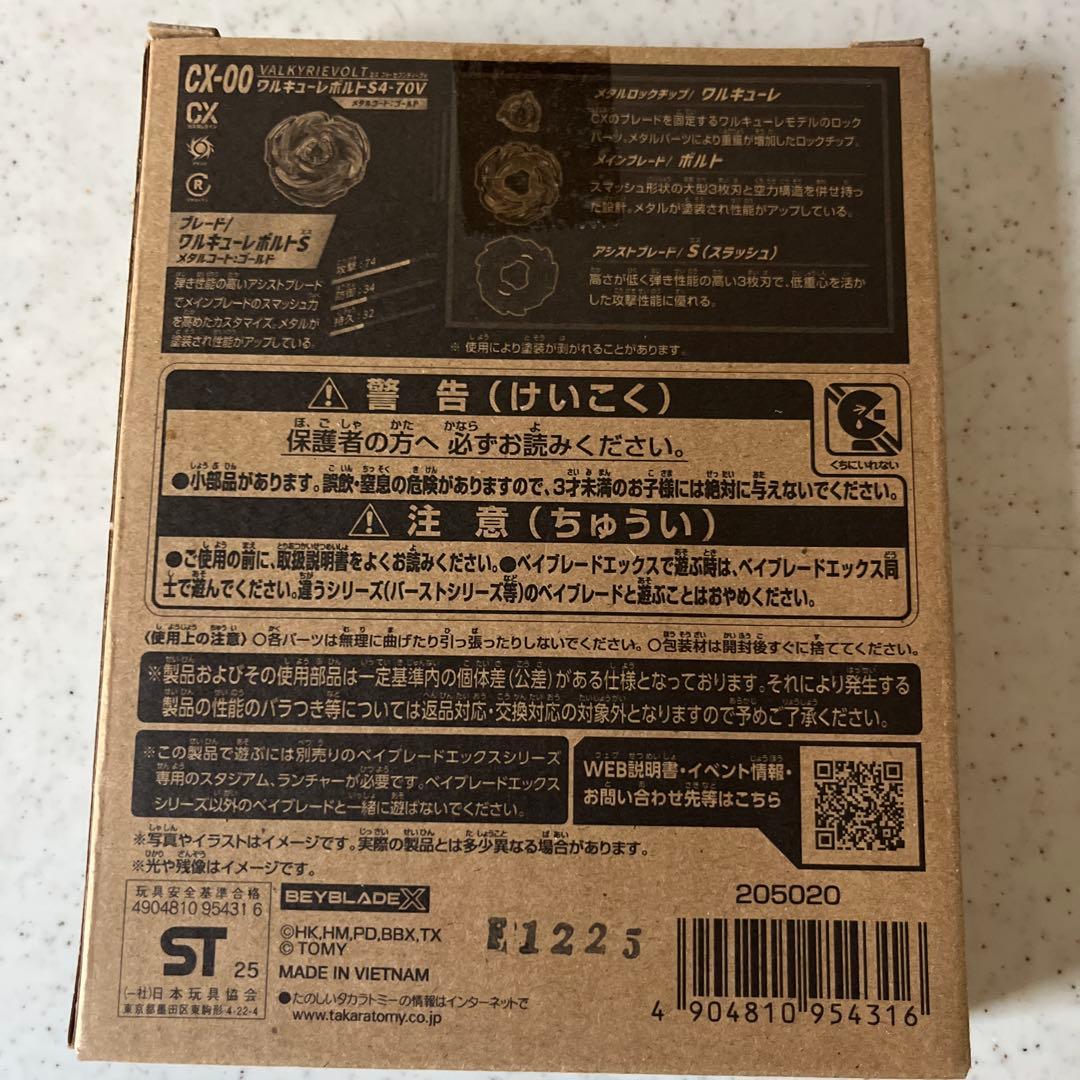 CX-00
VALKYRIEVOLT
ワルキューレボルトS4-70V
メタルコート:ゴールド
CX
R
ブレード/
ワルキューレボルトS
メタルコート:ゴールド
弾き性能の高いアシストブレード
でメインブレードのスマッシュ力
を高めたカスタマイズ。メタルが
塗装され性能がアップしている。
攻撃:74
防御:34
持久:32
メタルロックチップ/ ワルキューレ
CXのブレードを固定するワルキューレモデルのロック
パーツ。メタルパーツにより重量が増加したロックチップ。
メインブレード/ ボルト
スマッシュ形状の大型3枚刃と空力構造を併せ持っ
た設計。メタルが塗装され性能がアップしている。
アシストブレード/ S(スラッシュ)
高さが低く弾き性能の高い3枚刃で、低重心を活か
した攻撃性能に優れる。
※ 使用により塗装が剥がれることがあります。
警 告(けいこく)
保護者の方へ 必ずお読みください。
くちにいれない
●小部品があります。誤飲・窒息の危険がありますので、3才未満のお子様には絶対に与えないでください。
注 意(ちゅうい)
●ご使用の前に、取扱説明書をよくお読みください。●ベイブレードエックスで遊ぶ時は、ベイブレードエックス同
士で遊んでください。違うシリーズ(バーストシリーズ等)のベイブレードと遊ぶことはおやめください。
〈使用上の注意〉 ○各パーツは無理に曲げたり引っ張ったりしないでください。○包装材は開封後すぐに捨ててください。
※製品およびその使用部品は一定基準内の個体差(公差)がある仕様となっております。それにより発生する
製品の性能のバラつき等については返品対応・交換対応の対象外となりますので予めご了承ください。
※この製品で遊ぶには別売りのベイブレードエックスシリーズ
専用のスタジアム、ランチャーが必要です。ベイブレードエックス
シリーズ以外のベイブレードと一緒に遊ばないでください。
WEB説明書・イベント情報・
お問い合わせ先等はこちら
※写真やイラストはイメージです。実際の製品とは多少異なる場合があります。
※光や残像はイメージです。
玩具安全基準合格
4904810 95431 6
ST 25
(一社)日本玩具協会
東京都墨田区東駒形4-22-4
BEYBLADE X
©HK,HM,PD,BBX,TX
© TOMY
MADE IN VIETNAM
●たのしいタカラトミーの情報はインターネットで
www.takaratomy.co.jp
E1225
205020
4 904810 954316